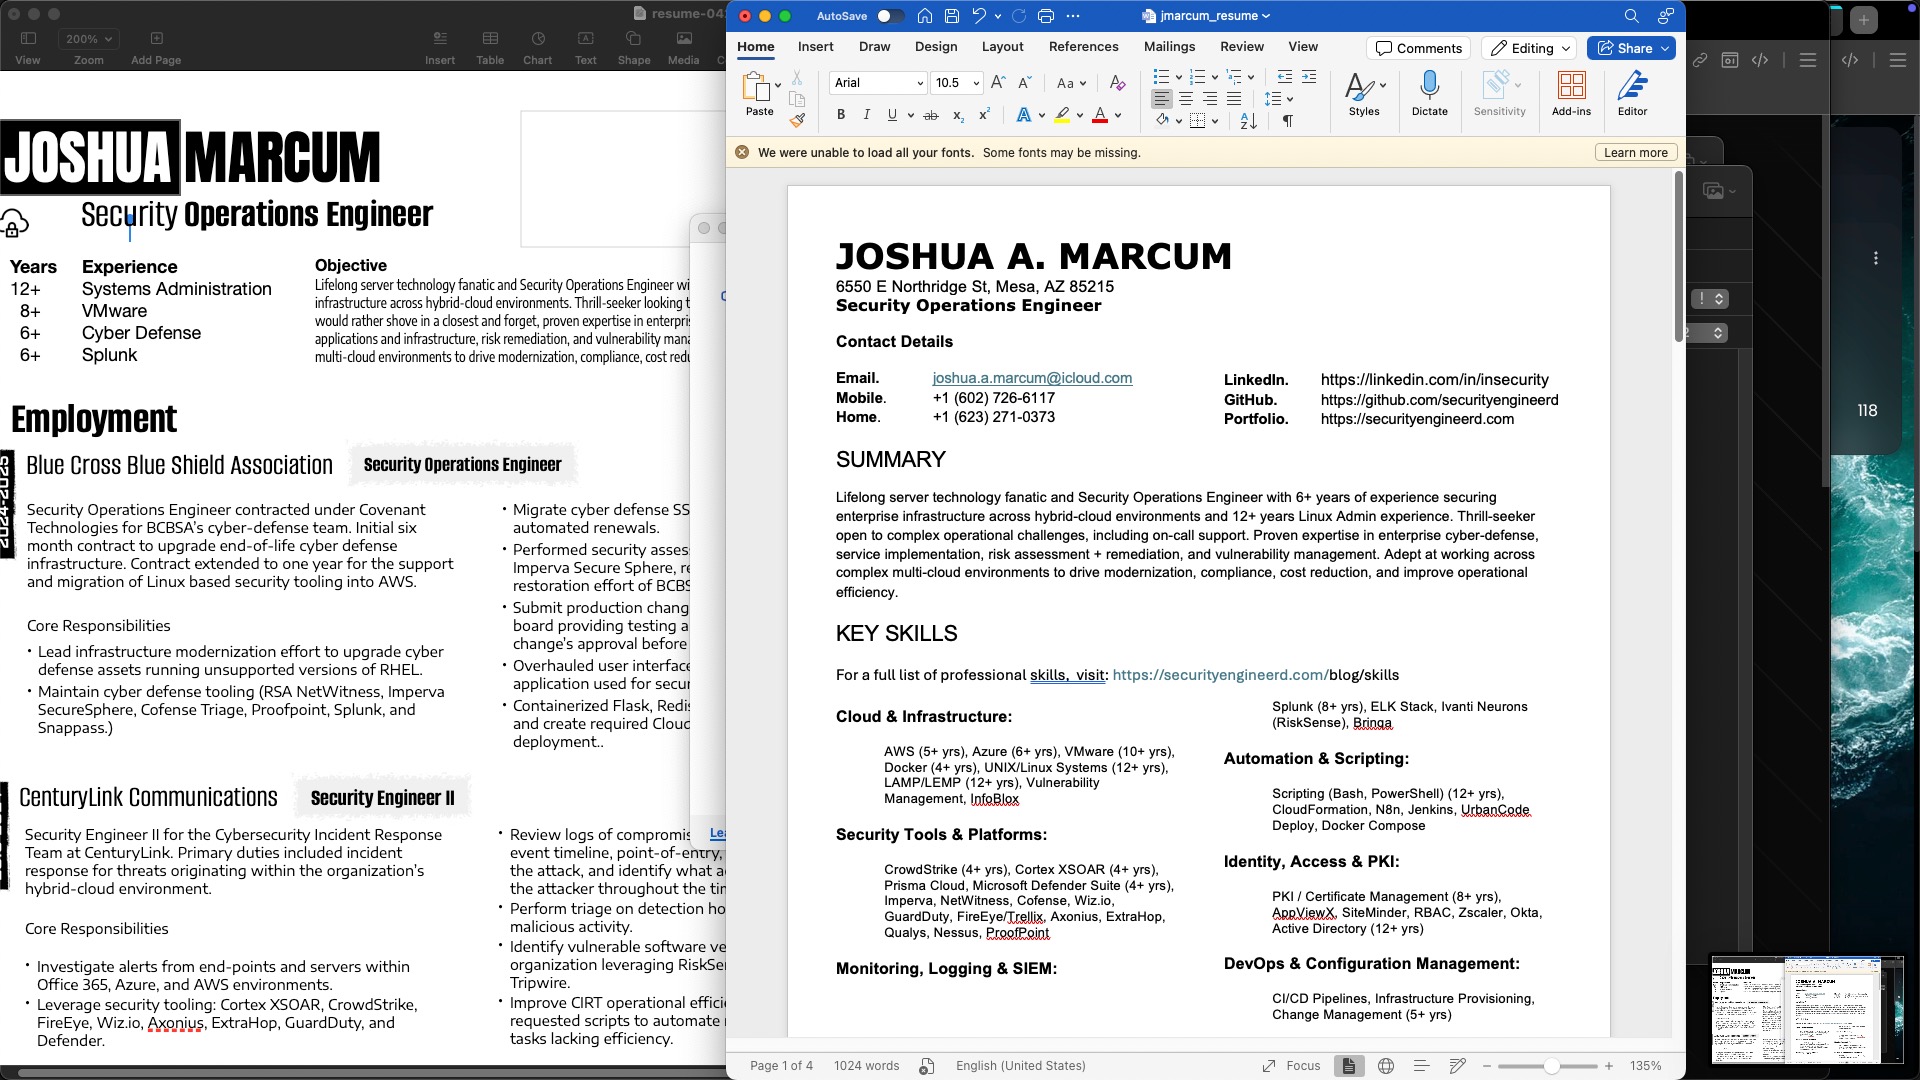 resume-04
View
200%
Zoom
Add Page
Insert
Table
Chart
Text
Shape
Media
JOSHUA MARCUM
Security Operations Engineer
Years Experience
12+ Systems Administration
8+ VMware
6+ Cyber Defense
6+ Splunk
Objective
Lifelong server technology fanatic and Security Operations Engineer wi
infrastructure across hybrid-cloud environments. Thrill-seeker looking t
would rather shove in a closest and forget, proven expertise in enterpri
applications and infrastructure, risk remediation, and vulnerability mana
multi-cloud environments to drive modernization, compliance, cost redu
Employment
2024-2025
Blue Cross Blue Shield Association
Security Operations Engineer
Security Operations Engineer contracted under Covenant
Technologies for BCBSA's cyber-defense team. Initial six
month contract to upgrade end-of-life cyber defense
infrastructure. Contract extended to one year for the support
and migration of Linux based security tooling into AWS.
Core Responsibilities
• Lead infrastructure modernization effort to upgrade cyber
defense assets running unsupported versions of RHEL.
• Maintain cyber defense tooling (RSA NetWitness, Imperva
SecureSphere, Cofense Triage, Proofpoint, Splunk, and
Snappass.)
• Migrate cyber defense SS
automated renewals.
• Performed security asses
Imperva Secure Sphere, re
restoration effort of BCBS
• Submit production chang
board providing testing a
change's approval before
• Overhauled user interface
application used for secur
• Containerized Flask, Redis
and create required Cloud
deployment..
CenturyLink Communications
Security Engineer II
Security Engineer II for the Cybersecurity Incident Response
Team at CenturyLink. Primary duties included incident
response for threats originating within the organization's
hybrid-cloud environment.
Core Responsibilities
• Investigate alerts from end-points and servers within
Office 365, Azure, and AWS environments.
• Leverage security tooling: Cortex XSOAR, CrowdStrike,
FireEye, Wiz.io, Axonius, ExtraHop, GuardDuty, and
Defender.
• Review logs of compromis
event timeline, point-of-entry,
the attack, and identify what a
the attacker throughout the tin
• Perform triage on detection ho
malicious activity.
• Identify vulnerable software ve
organization leveraging RiskSen
Tripwire.
• Improve CIRT operational effici
requested scripts to automate
tasks lacking efficiency.
Lea
AutoSave
jmarcum_resume
Home
Insert
Draw
Design
Layout
References
Mailings
Review
View
Comments
Editing
Share
Paste
Arial
10.5
Styles
Dictate
Sensitivity
Add-ins
Editor
We were unable to load all your fonts. Some fonts may be missing.
Learn more
JOSHUA A. MARCUM
6550 E Northridge St, Mesa, AZ 85215
Security Operations Engineer
Contact Details
Email. joshua.a.marcum@icloud.com
Mobile. +1 (602) 726-6117
Home. +1 (623) 271-0373
LinkedIn. https://linkedin.com/in/insecurity
GitHub. https://github.com/securityengineerd
Portfolio. https://securityengineerd.com
SUMMARY
Lifelong server technology fanatic and Security Operations Engineer with 6+ years of experience securing
enterprise infrastructure across hybrid-cloud environments and 12+ years Linux Admin experience. Thrill-seeker
open to complex operational challenges, including on-call support. Proven expertise in enterprise cyber-defense,
service implementation, risk assessment + remediation, and vulnerability management. Adept at working across
complex multi-cloud environments to drive modernization, compliance, cost reduction, and improve operational
efficiency.
KEY SKILLS
For a full list of professional skills, visit: https://securityengineerd.com/blog/skills
Cloud & Infrastructure:
AWS (5+ yrs), Azure (6+ yrs), VMware (10+ yrs),
Docker (4+ yrs), UNIX/Linux Systems (12+ yrs),
LAMP/LEMP (12+ yrs), Vulnerability
Management, InfoBlox
Security Tools & Platforms:
CrowdStrike (4+ yrs), Cortex XSOAR (4+ yrs),
Prisma Cloud, Microsoft Defender Suite (4+ yrs),
Imperva, NetWitness, Cofense, Wiz.io,
GuardDuty, FireEye/Trellix, Axonius, ExtraHop,
Qualys, Nessus, ProofPoint
Monitoring, Logging & SIEM:
Splunk (8+ yrs), ELK Stack, Ivanti Neurons
(RiskSense), Bringa
Automation & Scripting:
Scripting (Bash, PowerShell) (12+ yrs),
CloudFormation, N8n, Jenkins, UrbanCode
Deploy, Docker Compose
Identity, Access & PKI:
PKI / Certificate Management (8+ yrs),
AppViewX, SiteMinder, RBAC, Zscaler, Okta,
Active Directory (12+ yrs)
DevOps & Configuration Management:
CI/CD Pipelines, Infrastructure Provisioning,
Change Management (5+ yrs)
Page 1 of 4
1024 words
English (United States)
Focus
135%
118